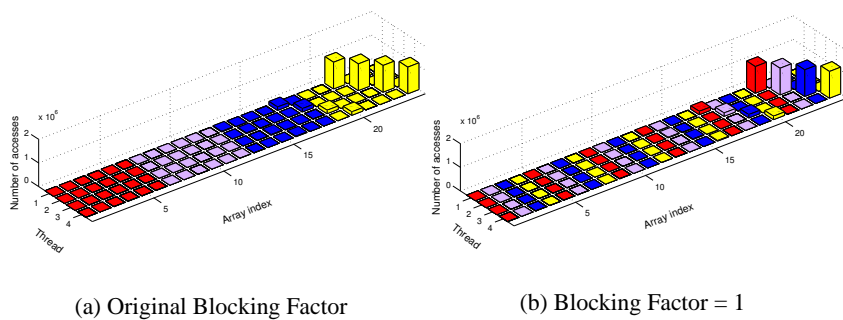 x 10⁶
2
1
0
Number of accesses
1
2
3
4
Thread
5
10
15
20
Array index
(a) Original Blocking Factor
x 10⁶
2
1
0
Number of accesses
1
2
3
4
Thread
5
10
15
20
Array index
(b) Blocking Factor = 1